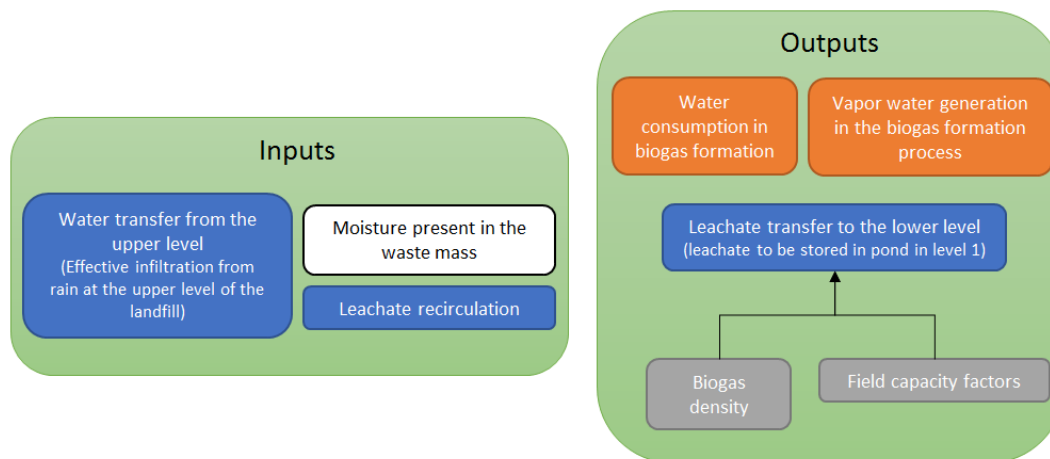 Inputs
Water transfer from the
upper level
(Effective infiltration from
rain at the upper level of the
landfill)
Moisture present in the
waste mass
Leachate recirculation
Outputs
Water
consumption in
biogas formation
Vapor water generation
in the biogas formation
process
Leachate transfer to the lower level
(leachate to be stored in pond in level 1)
Biogas
density
Field capacity factors